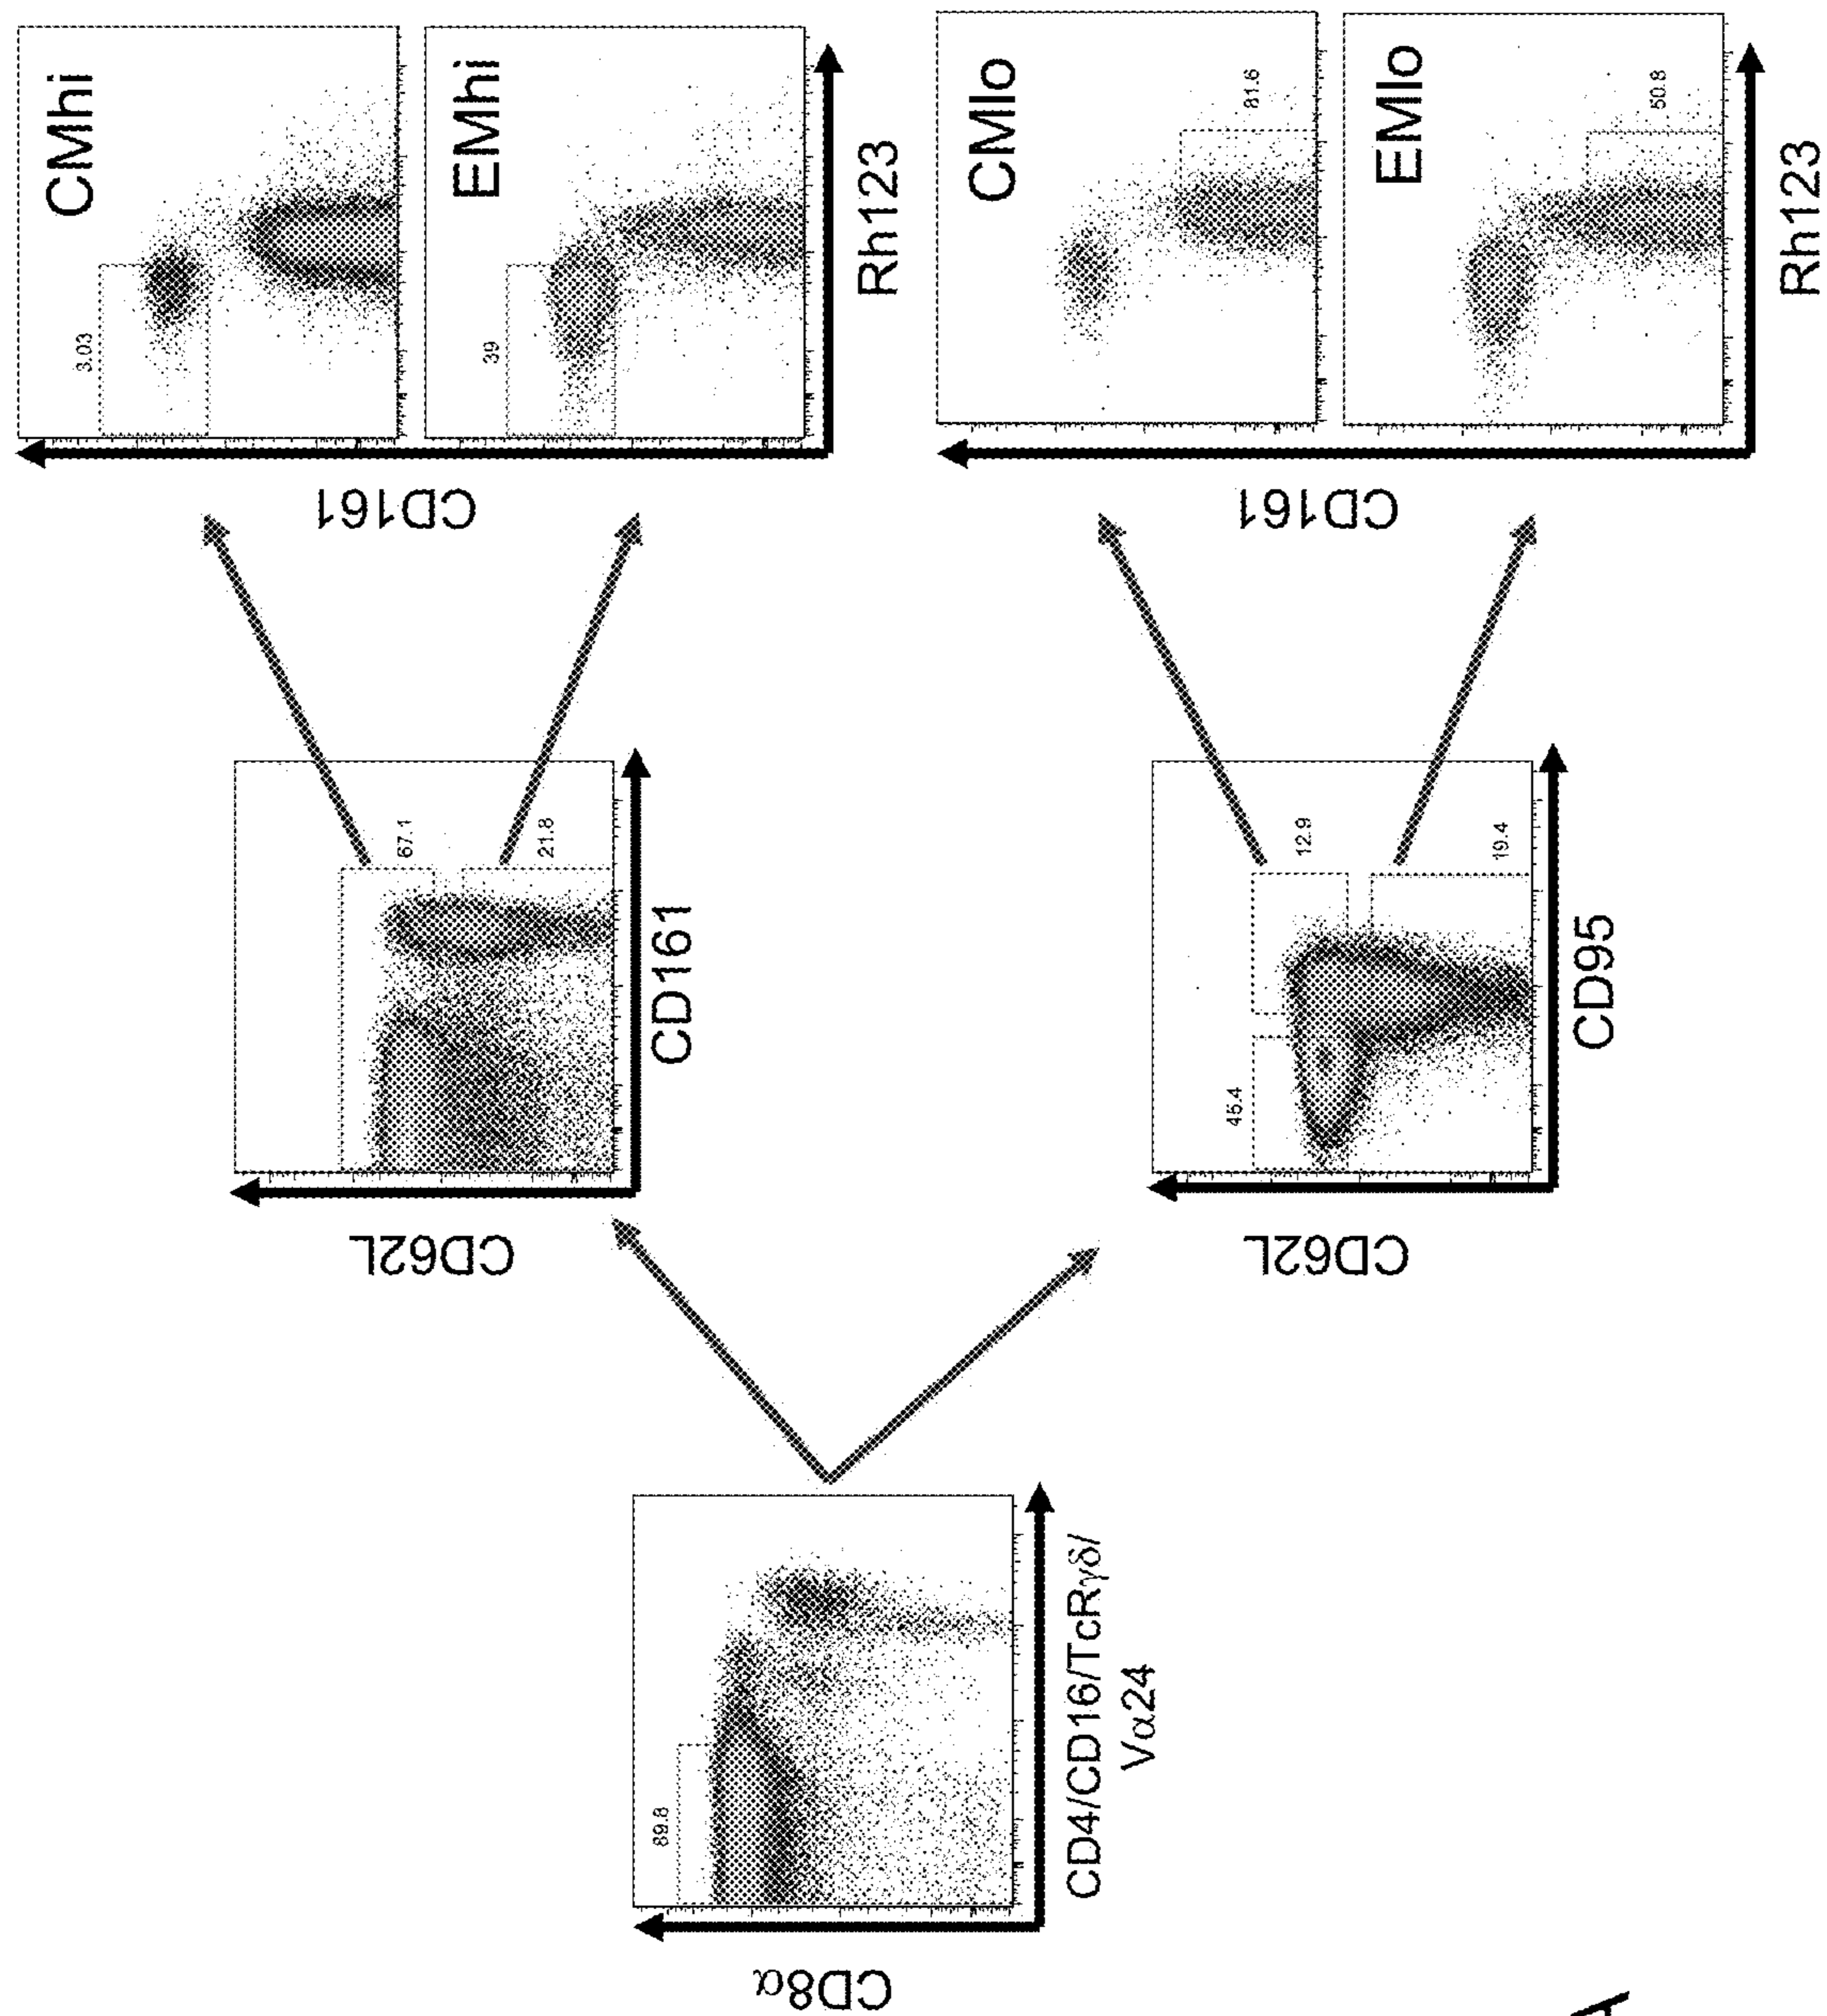 CMhi
3.03
EMhi
39
CD161
Rh123
CMlo
81.6
EMlo
50.8
CD161
Rh123
67.1
21.8
CD62L
CD161
12.9
45.4
19.4
CD62L
CD95
89.8
CD8α
CD4/CD16/TcRγδ/
Vα24